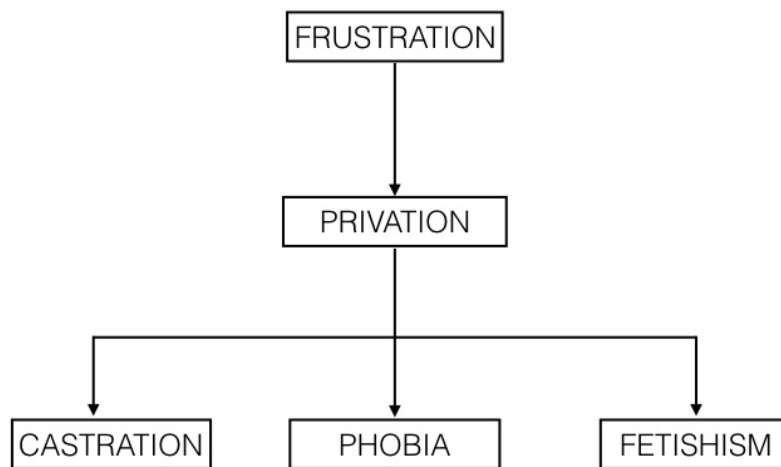 FRUSTRATION
PRIVATION
CASTRATION
PHOBIA
FETISHISM